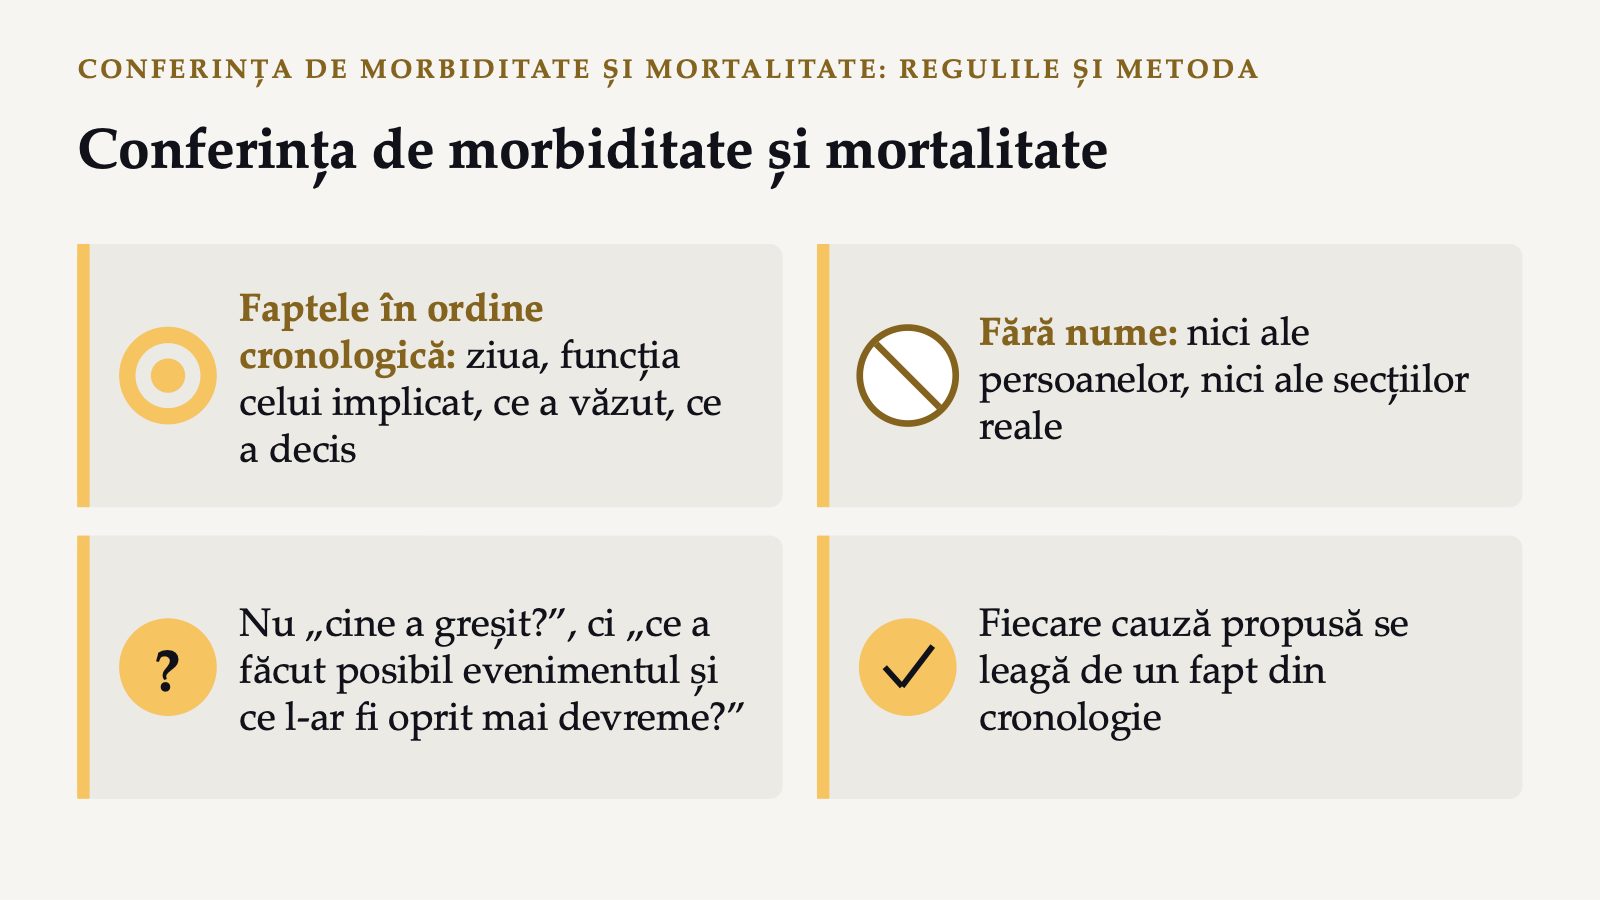 CONFERINȚA DE MORBIDITATE ȘI MORTALITATE: REGULILE ȘI METODA
Conferința de morbiditate și mortalitate
Faptele în ordine
cronologică: ziua, funcția
celui implicat, ce a văzut, ce
a decis
Fără nume: nici ale
persoanelor, nici ale secțiilor
reale
?
Nu „cine a greșit?”, ci „ce a
făcut posibil evenimentul și
ce l-ar fi oprit mai devreme?”
Fiecare cauză propusă se
leagă de un fapt din
cronologie